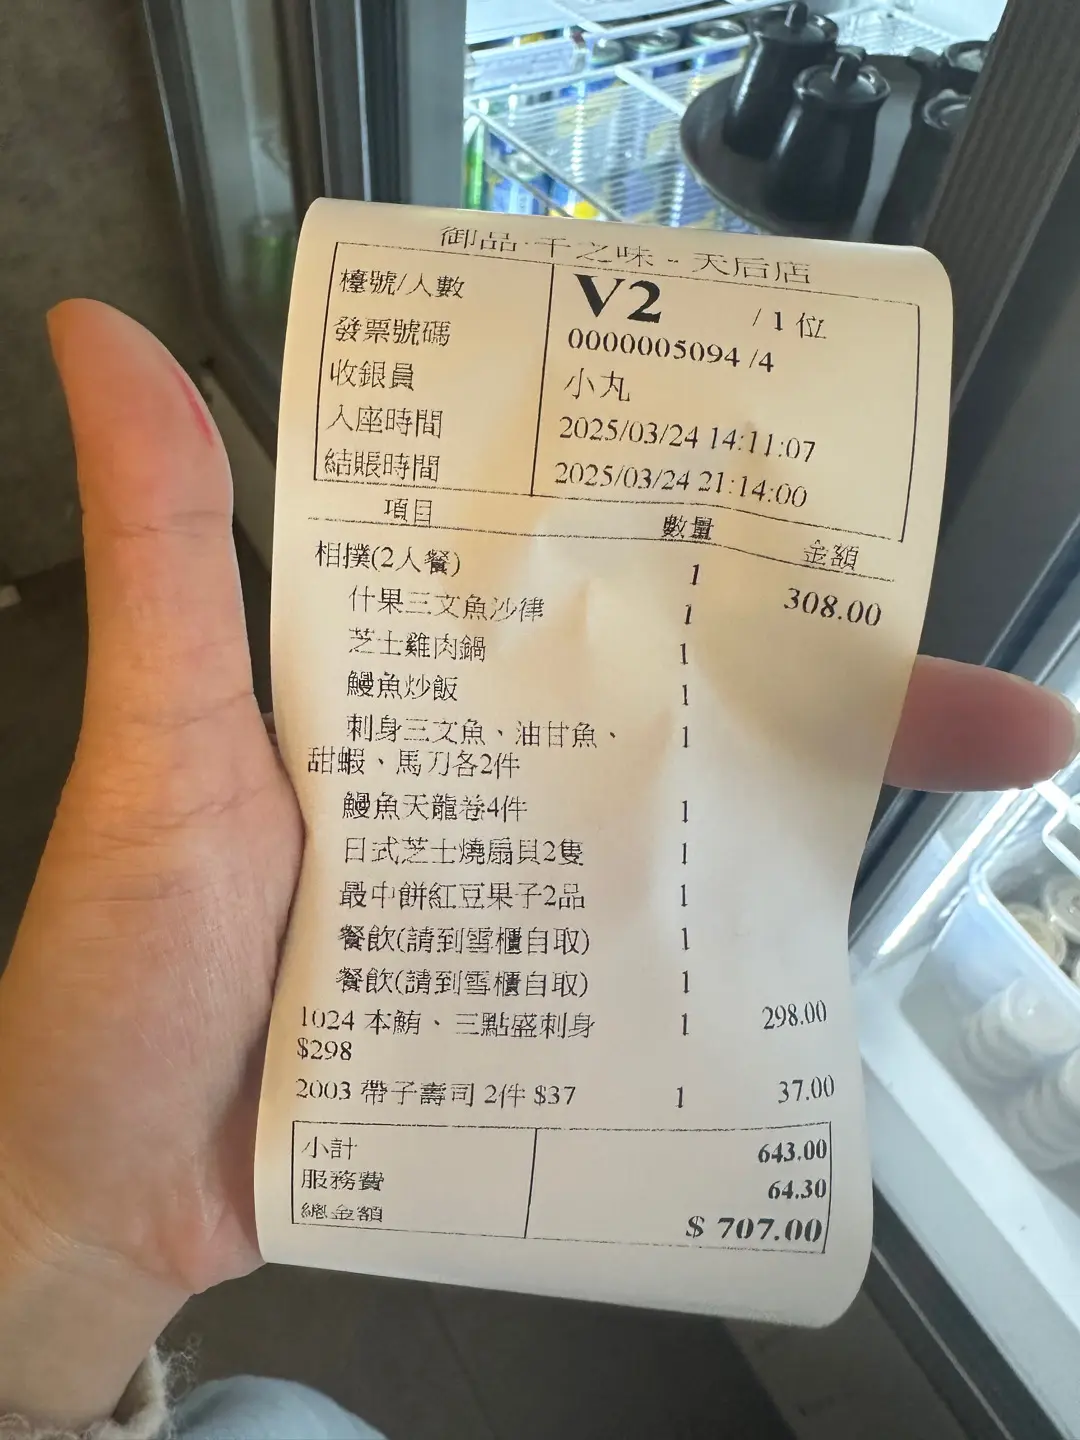 御品·千之味 - 天后店
檯號/人數 V2 / 1 位
發票號碼 0000005094 /4
收銀員 小丸
入座時間 2025/03/24 14:11:07
結賬時間 2025/03/24 21:14:00
項目 數量 金額
相撲(2人餐) 1 308.00
什果三文魚沙律 1
芝士雞肉鍋 1
鰻魚炒飯 1
刺身三文魚、油甘魚、 1
甜蝦、馬刀各2件
鰻魚天龍卷4件 1
日式芝士燒扇貝2隻 1
最中餅紅豆果子2品 1
餐飲(請到雪櫃自取) 1
餐飲(請到雪櫃自取) 1
1024 本鮪、三點盛刺身 1 298.00
$298
2003 帶子壽司 2件 $37 1 37.00
小計 643.00
服務費 64.30
總金額 $ 707.00